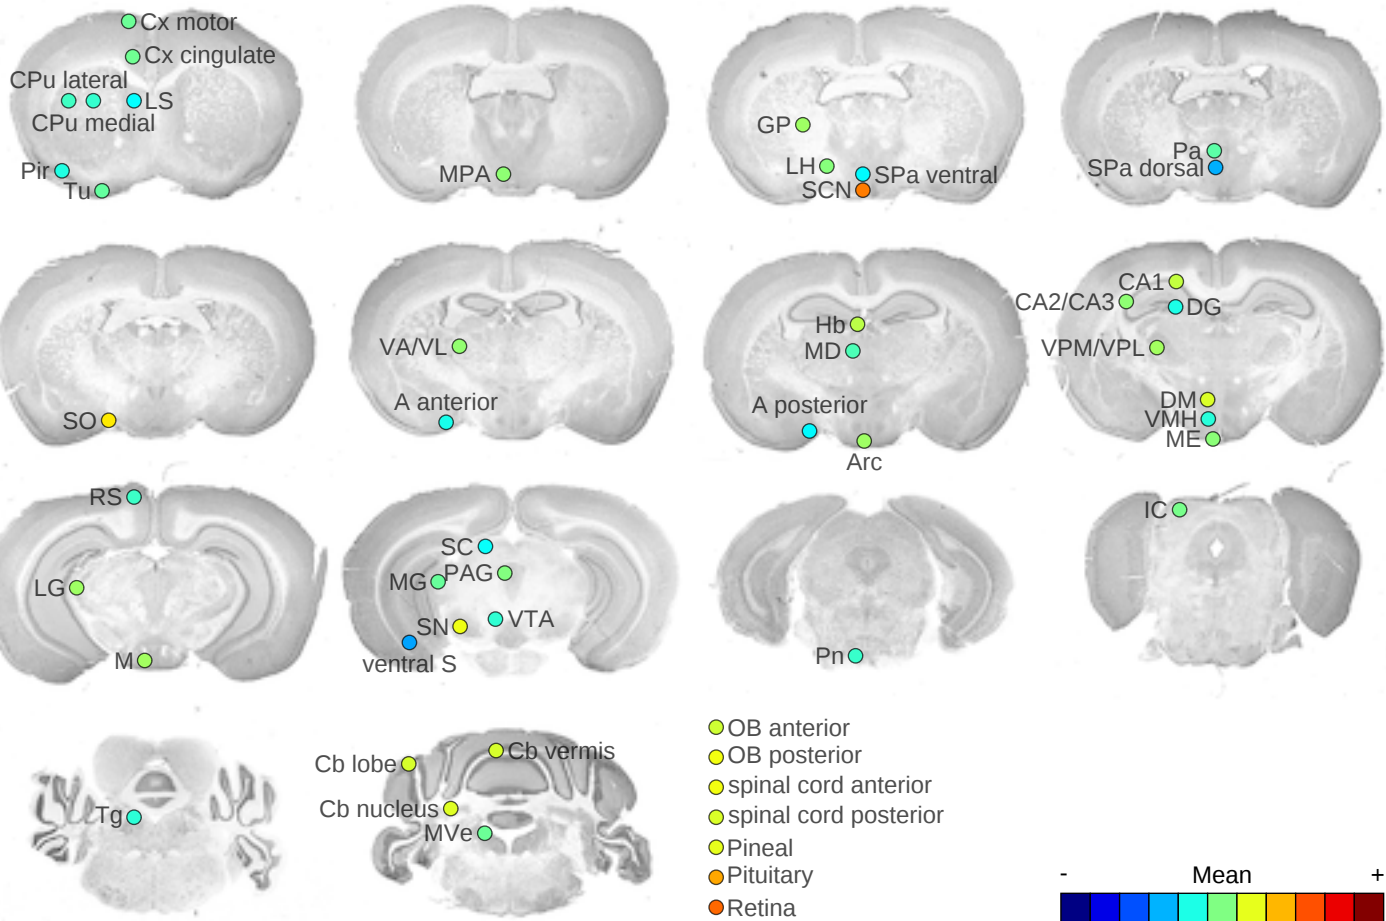 Cx motor
Cx cingulate
CPu lateral
LS
CPu medial
Pir
Tu
MPA
GP
LH
SPa ventral
SCN
Pa
SPa dorsal
SO
VA/VL
A anterior
Hb
MD
A posterior
Arc
CA1
CA2/CA3
DG
VPM/VPL
DM
VMH
ME
RS
LG
M
SC
MG
PAG
SN
VTA
ventral S
Pn
IC
Tg
Cb lobe
Cb vermis
Cb nucleus
MVe
OB anterior
OB posterior
spinal cord anterior
spinal cord posterior
Pineal
Pituitary
Retina
- Mean +